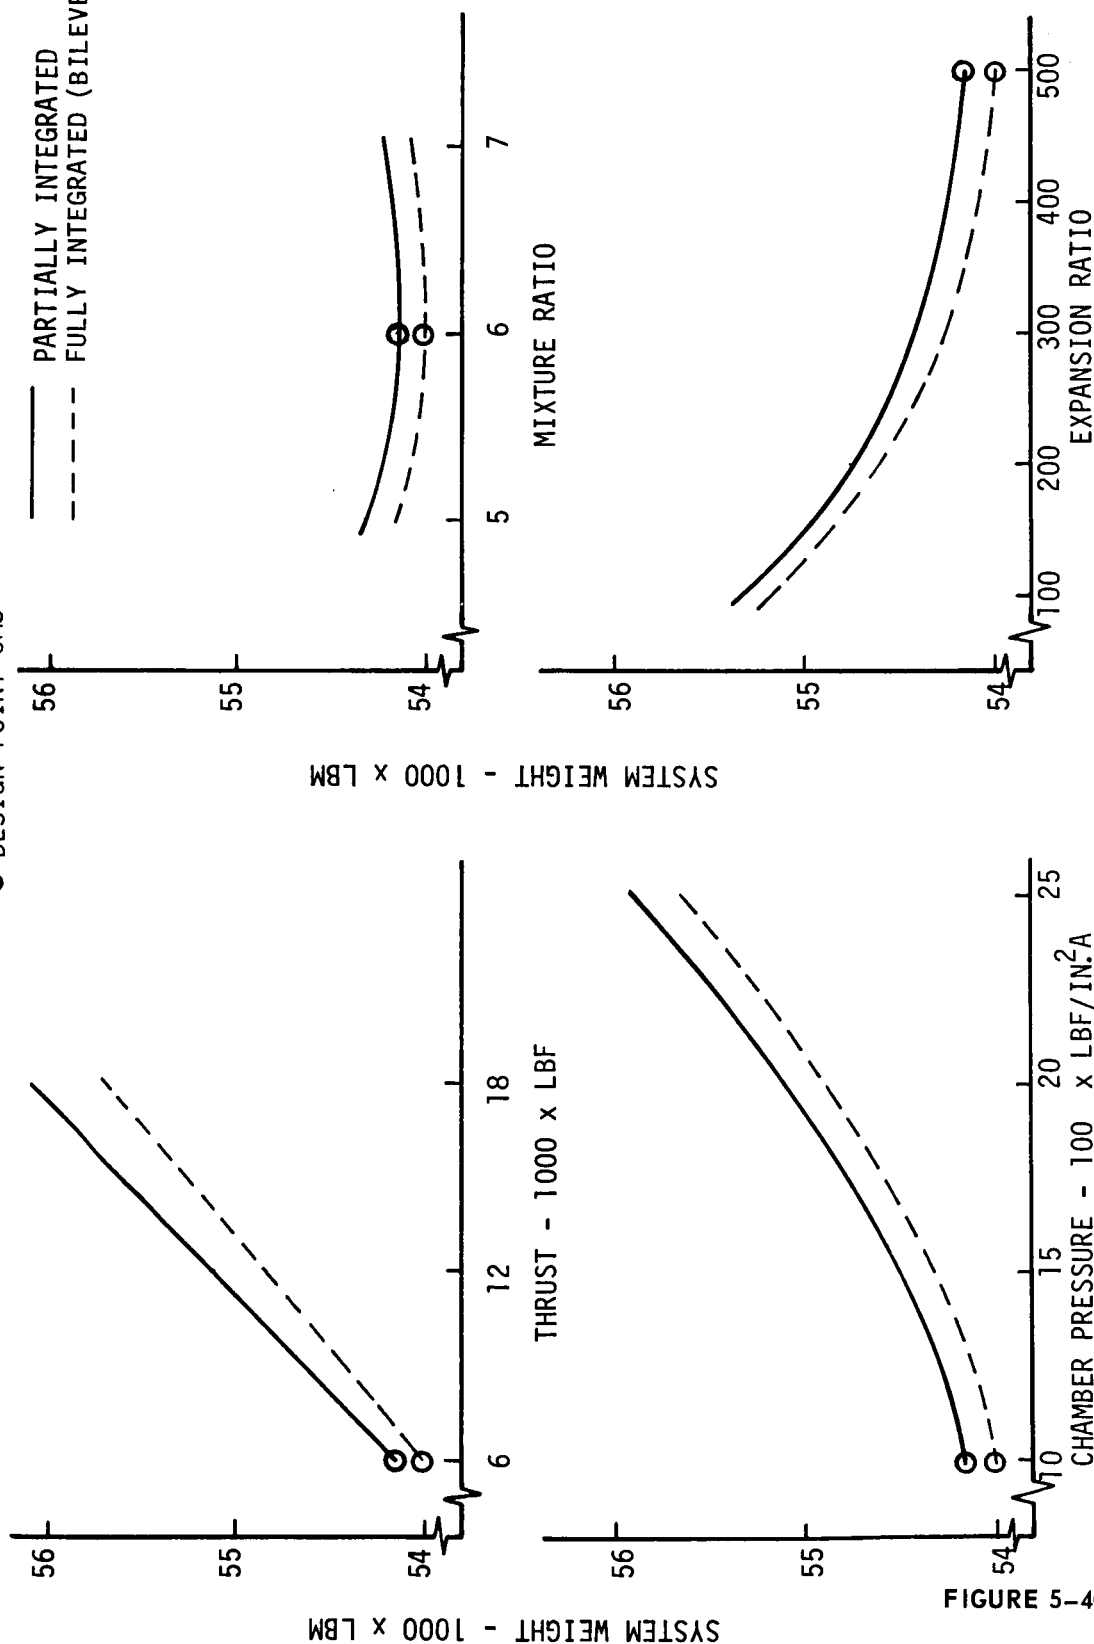 DESIGN POINT
PARTIALLY INTEGRATED
FULLY INTEGRATED
SYSTEM WEIGHT - 1000 x LBM
56
55
54
6
12
18
THRUST - 1000 x LBF
SYSTEM WEIGHT - 1000 x LBM
56
55
54
5
6
7
MIXTURE RATIO
56
55
54
10
15
20
25
CHAMBER PRESSURE - 100 x LBF/IN.²A
56
55
54
100
200
300
400
500
EXPANSION RATIO
FIGURE 5-4